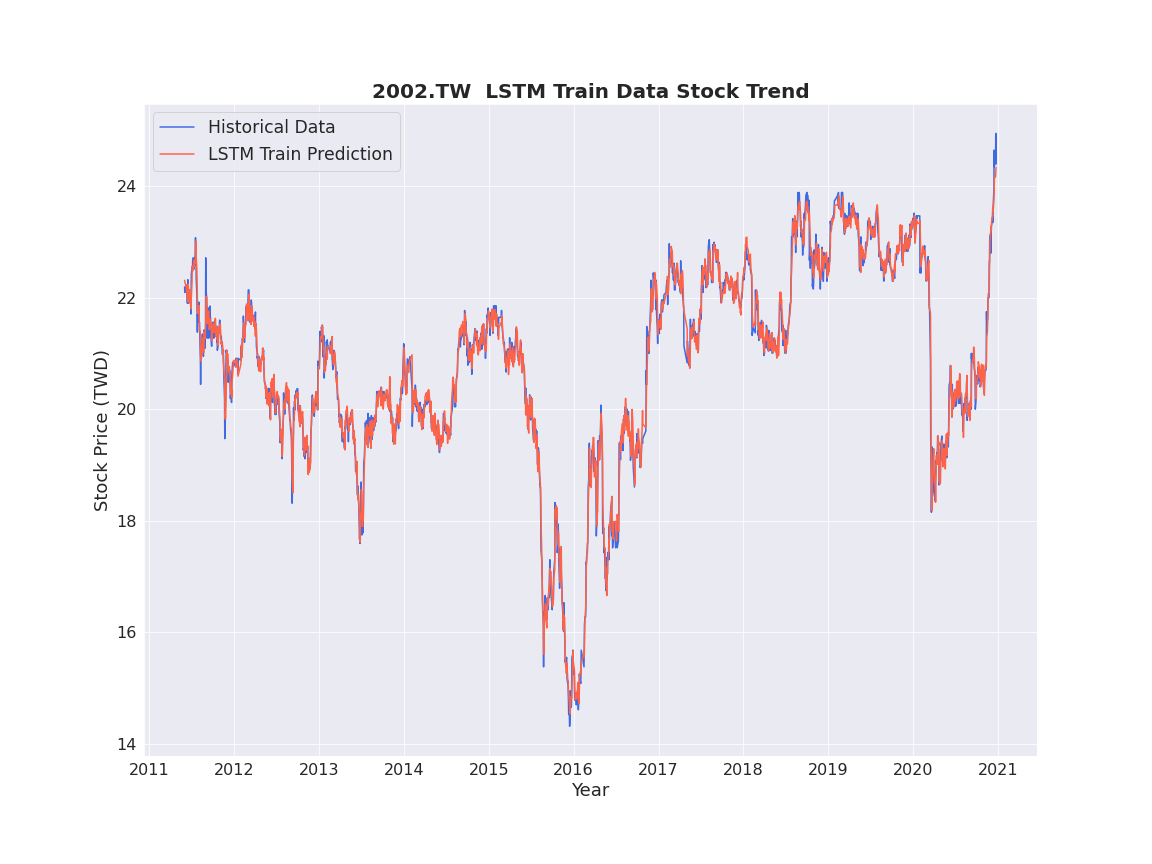 2002.TW  LSTM Train Data Stock Trend
Historical Data
LSTM Train Prediction
Stock Price (TWD)
24
22
20
18
16
14
2011 2012 2013 2014 2015 2016 2017 2018 2019 2020 2021
Year